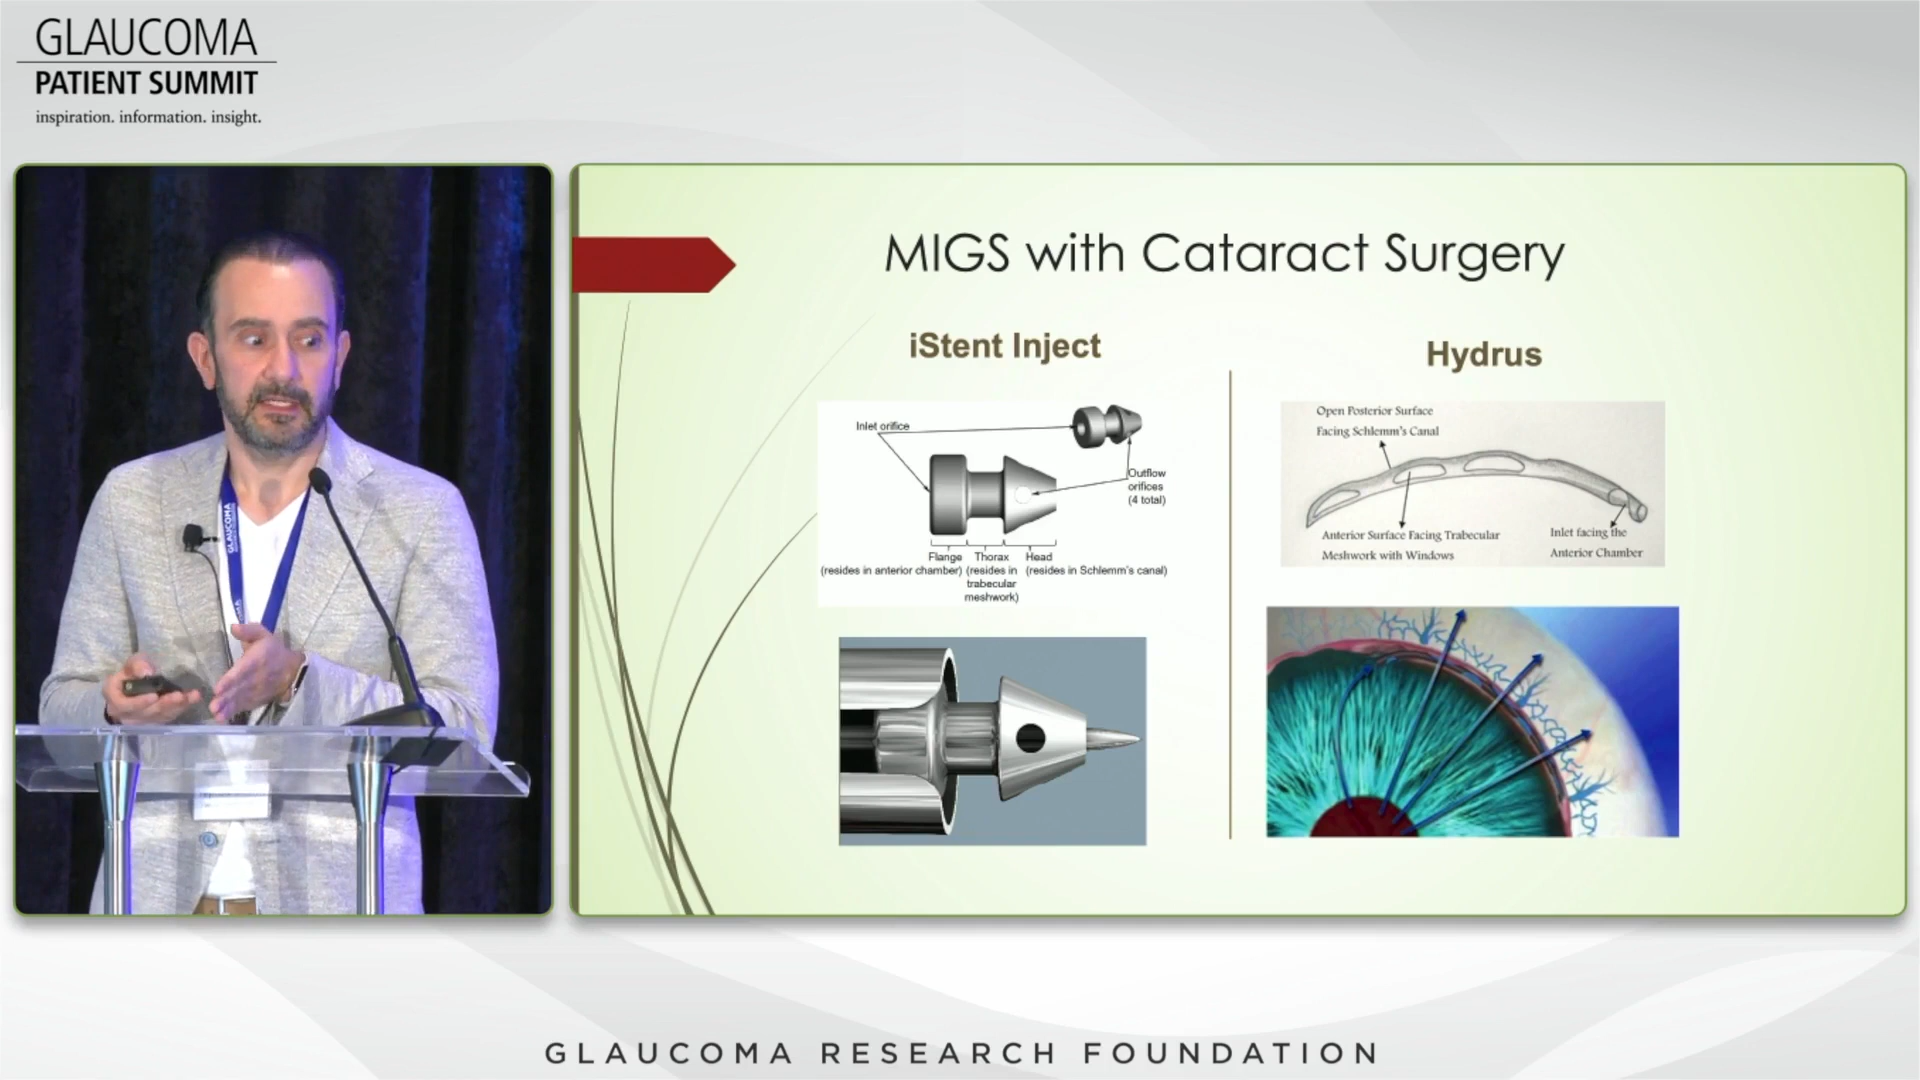 GLAUCOMA
PATIENT SUMMIT
inspiration. information. insight.
GLAUCOMA
MIGS with Cataract Surgery
iStent Inject
Inlet orifice
Outflow
orifices
(4 total)
Flange
(resides in anterior chamber)
Thorax
(resides in
trabecular
meshwork)
Head
(resides in Schlemm's canal)
Hydrus
Open Posterior Surface
Facing Schlemm's Canal
Anterior Surface Facing Trabecular
Meshwork with Windows
Inlet facing the
Anterior Chamber
GLAUCOMA RESEARCH FOUNDATION